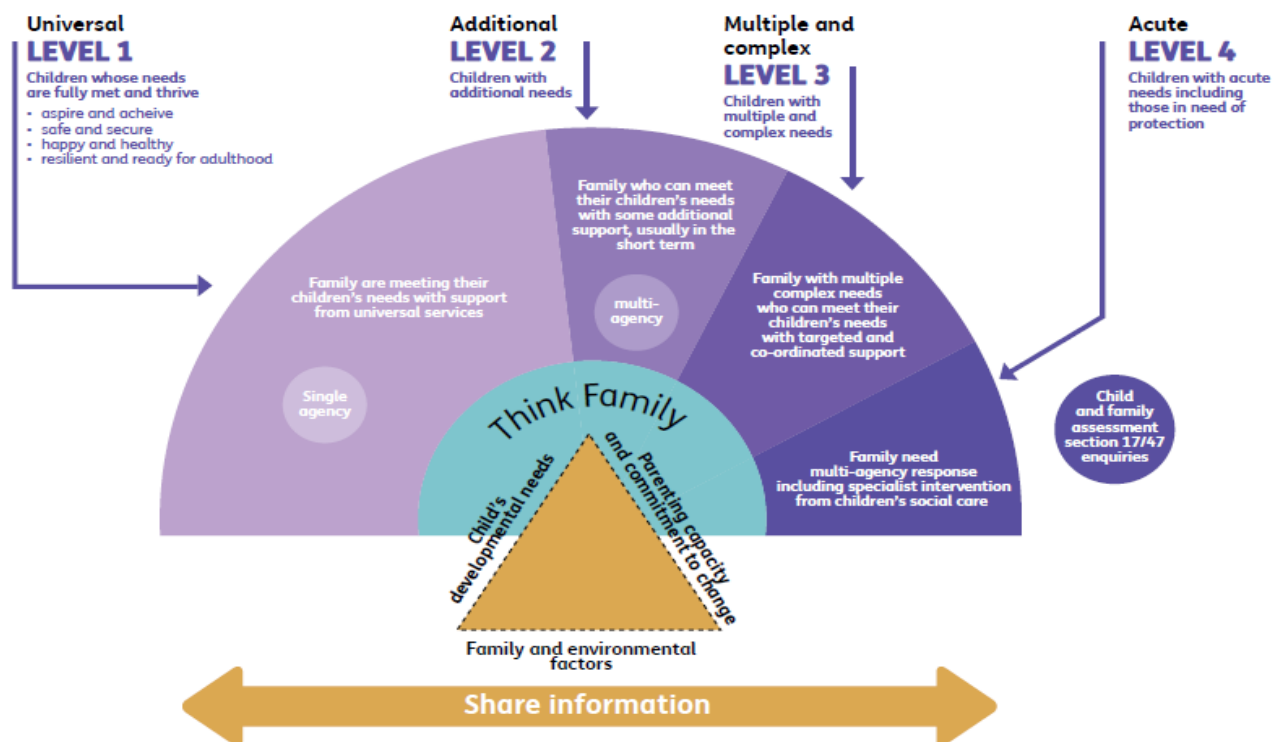 Universal
LEVEL 1
Children whose needs
are fully met and thrive
• aspire and acheive
• safe and secure
• happy and healthy
• resilient and ready for adulthood
Additional
LEVEL 2
Children with
additional needs
Multiple and
complex
LEVEL 3
Children with
multiple and
complex needs
Acute
LEVEL 4
Children with acute
needs including
those in need of
protection
Family are meeting their
children's needs with support
from universal services
Single
agency
Family who can meet
their children's needs
with some additional
support, usually in the
short term
multi-
agency
Family with multiple
complex needs
who can meet their
children's needs
with targeted and
co-ordinated support
Family need
multi-agency response
including specialist intervention
from children's social care
Child
and family
assessment
section 17/47
enquiries
Think Family
Child's
developmental needs
Parenting capacity
and commitment to change
Family and environmental
factors
Share information